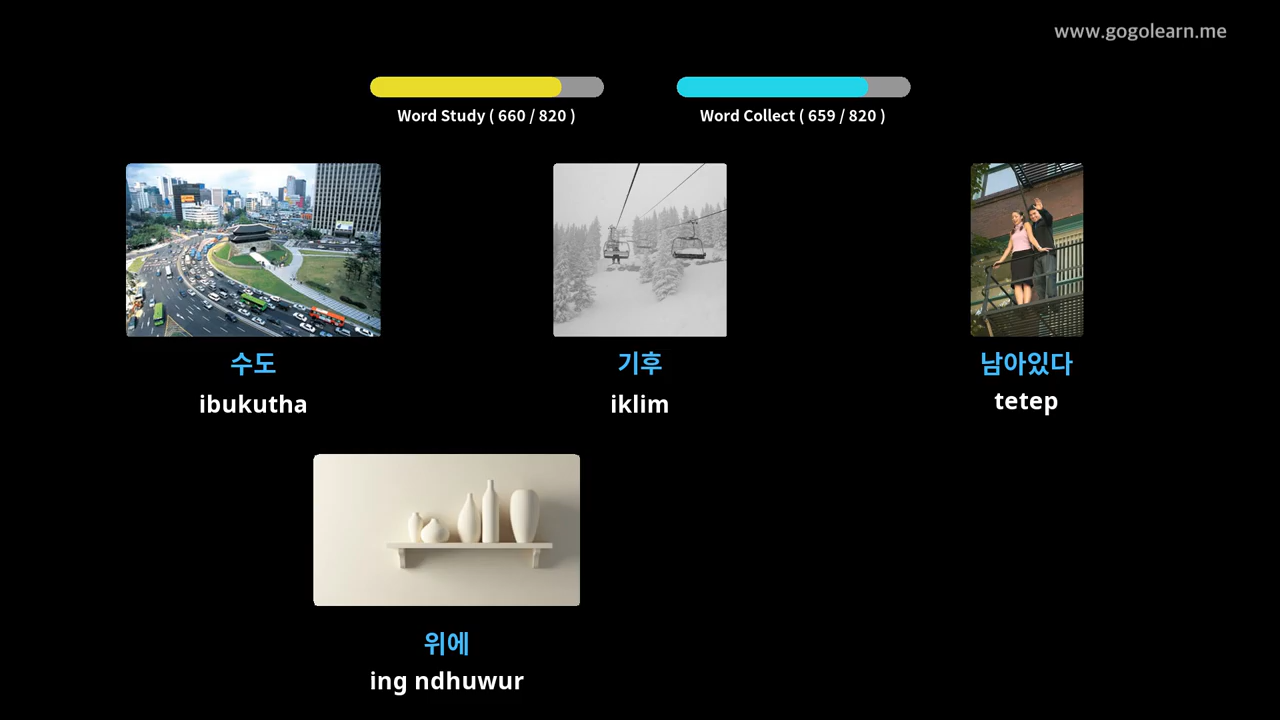 www.gogolearn.me
Word Study ( 660 / 820 )
Word Collect ( 659 / 820 )
수도
ibukutha
기후
iklim
남아있다
tetep
위에
ing ndhuwur